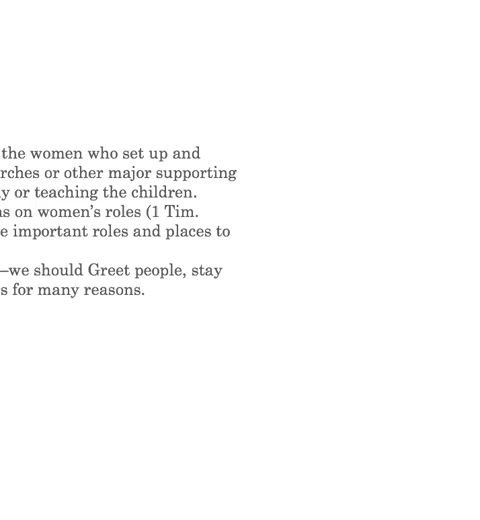 the women who set up and
rches or other major supporting
y or teaching the children.
s on women’s roles (1 Tim.
e important roles and places to
–we should Greet people, stay
s for many reasons.